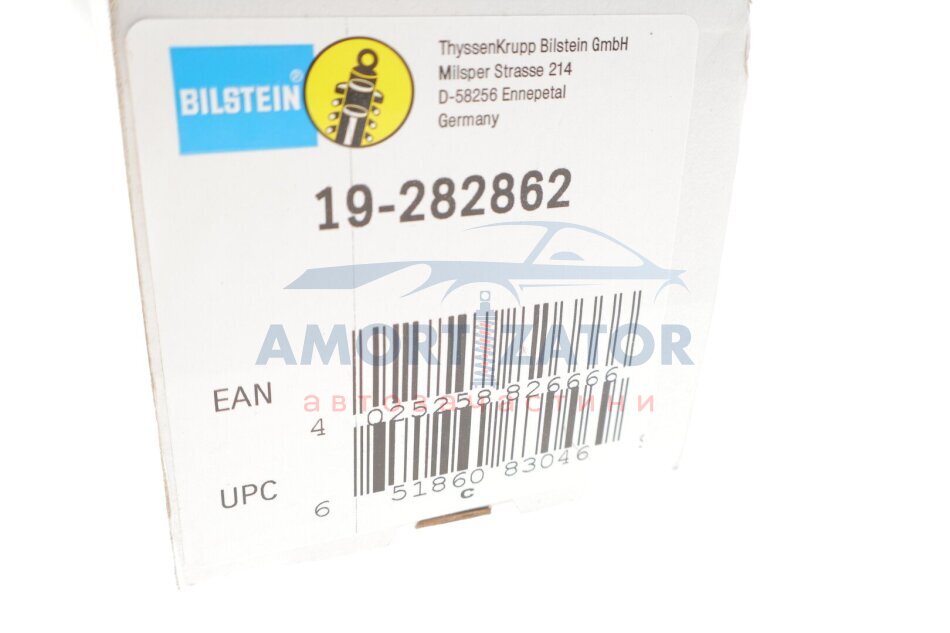 BILSTEIN®
ThyssenKrupp Bilstein GmbH
Milsper Strasse 214
D-58256 Ennepetal
Germany
19-282862
AMORTIZATOR
автозапчастини
EAN
4 025258 826666
UPC
6 51860 83046
C